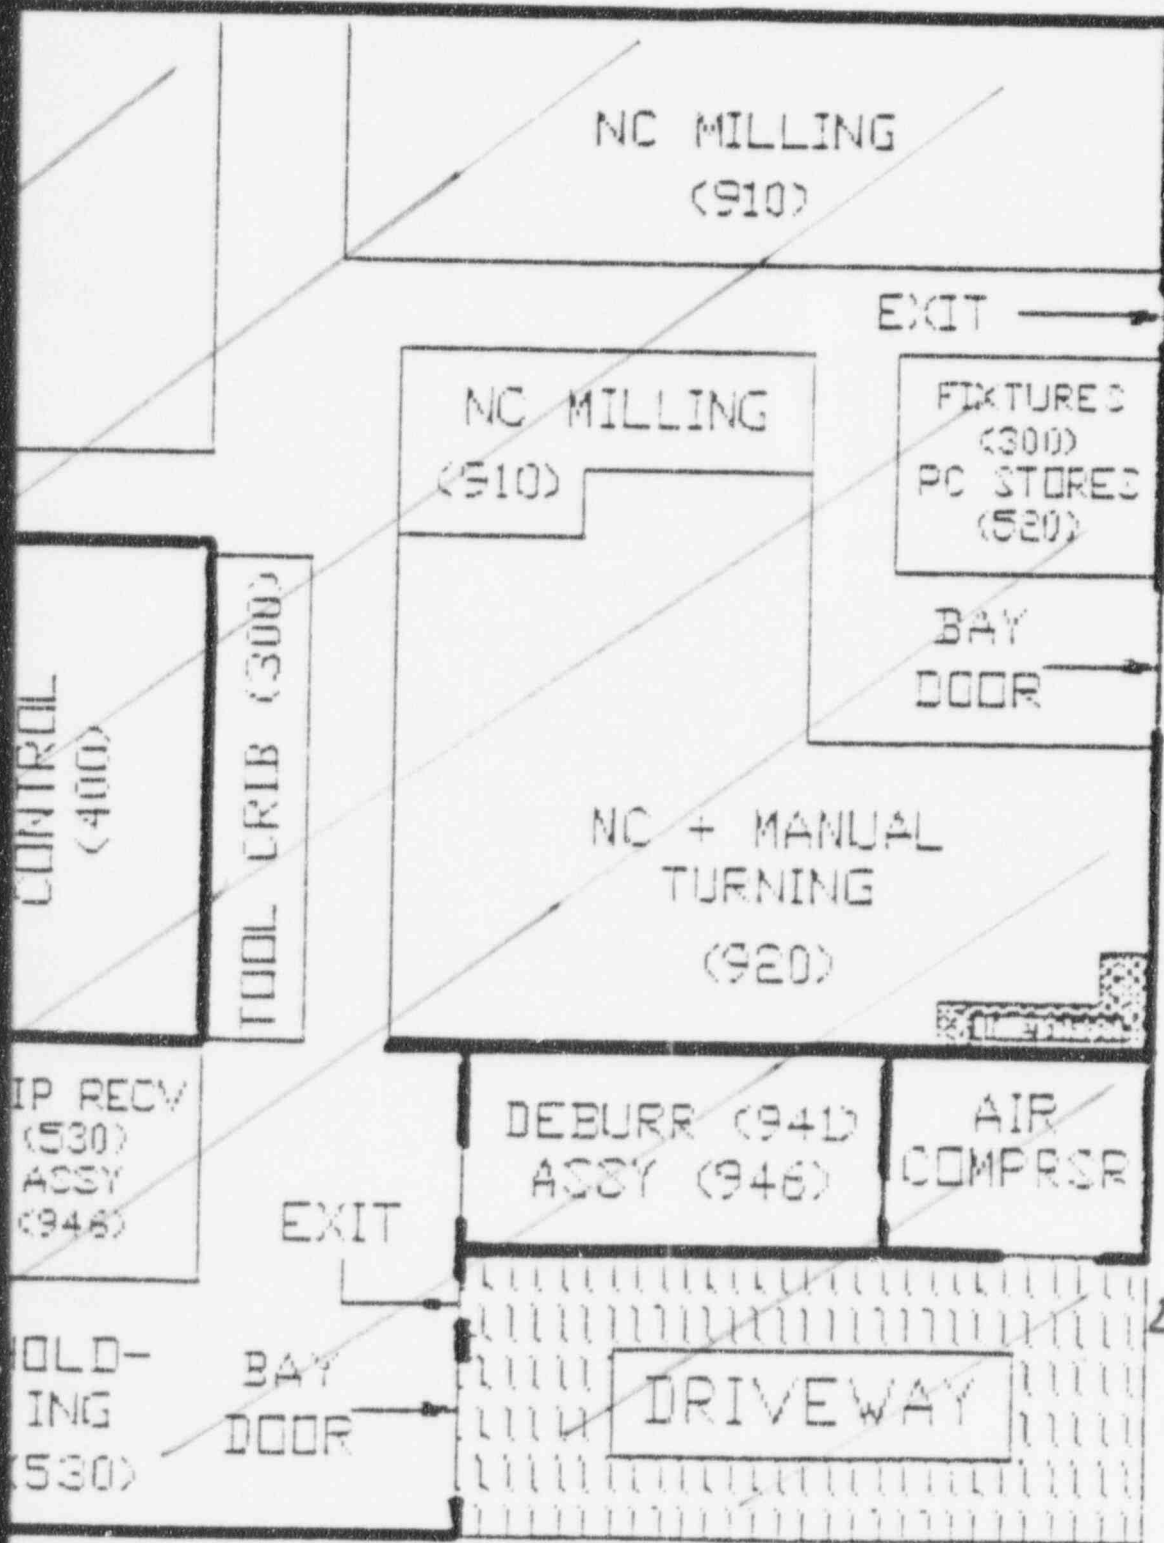 NC MILLING
(910)
EXIT
NC MILLING
(910)
FIXTURES
(300)
PC STORES
(520)
BAY
DOOR
CONTROL
(400)
TOOL CRIB (300)
NC + MANUAL
TURNING
(920)
IP RECV
(530)
ASSY
(946)
DEBURR (941)
ASSY (946)
AIR
COMPRSR
EXIT
OLD-
ING
(530)
BAY
DOOR
DRIVEWAY